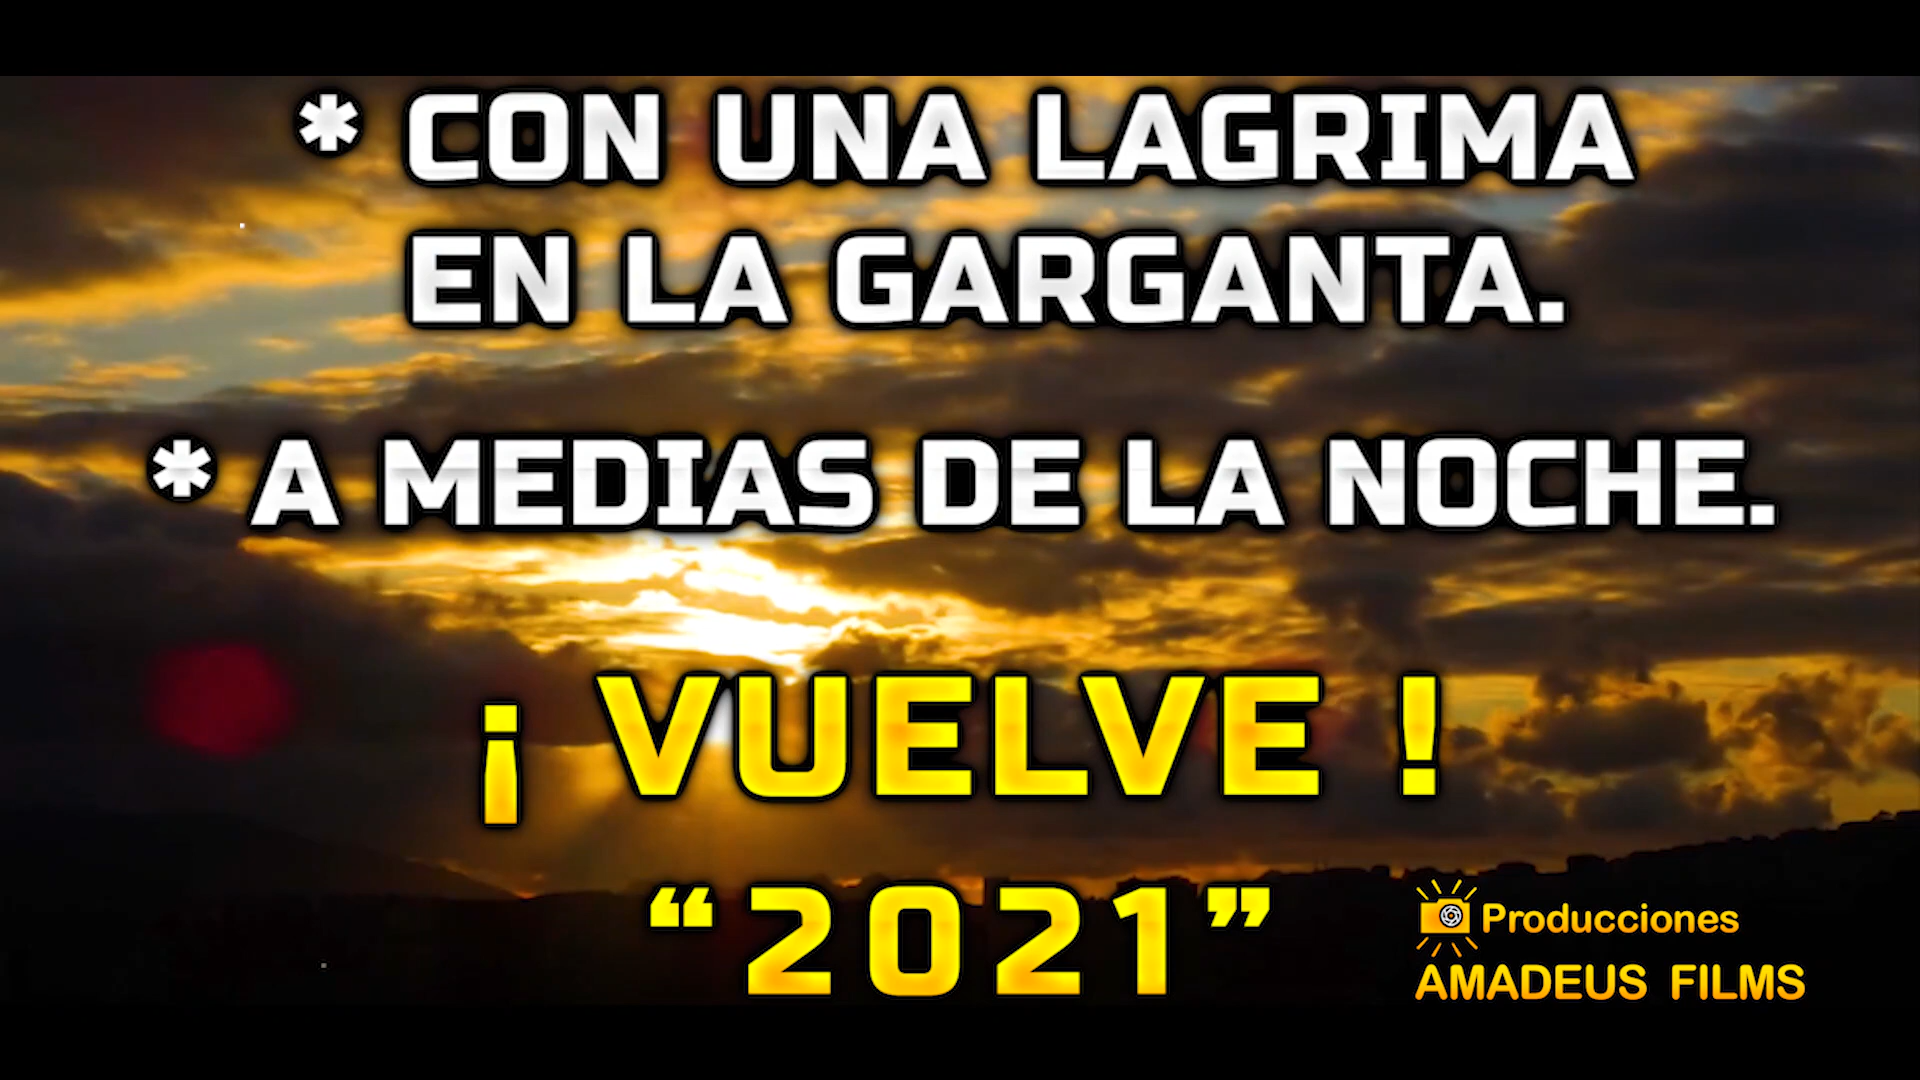 * CON UNA LAGRIMA
EN LA GARGANTA.
* A MEDIAS DE LA NOCHE.
¡ VUELVE !
“2021”
Producciones
AMADEUS FILMS